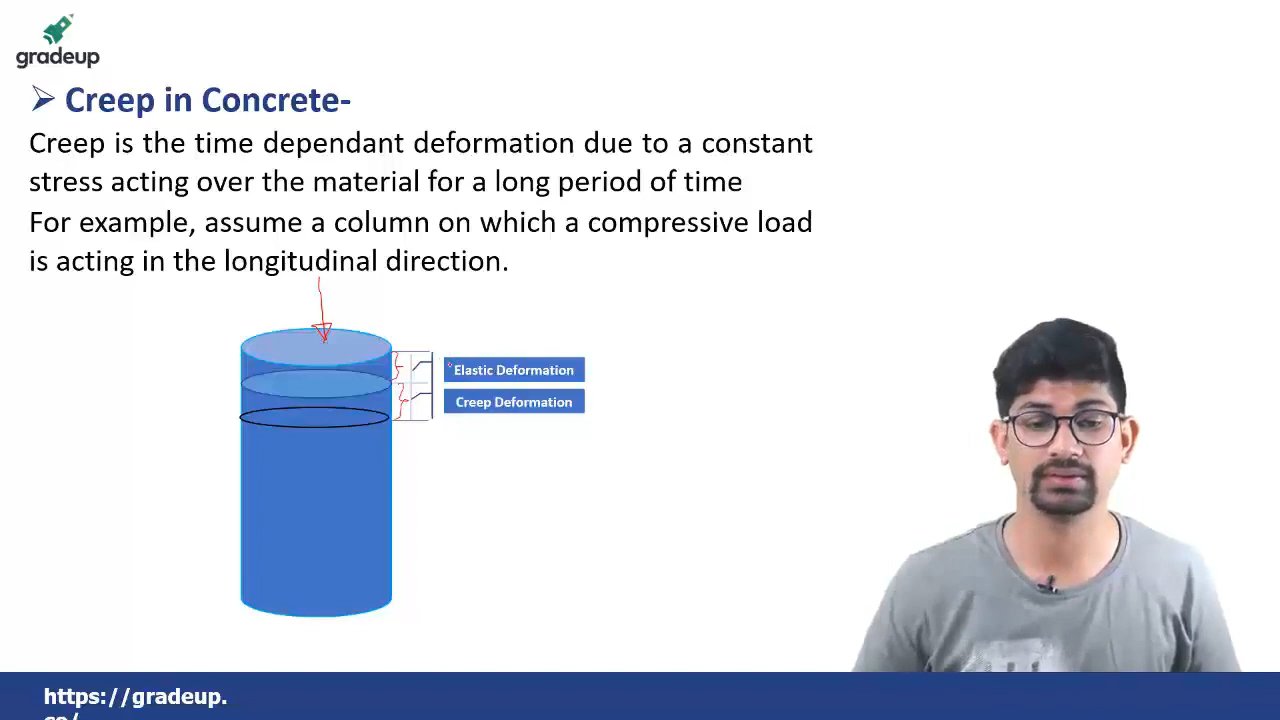 gradeup
Creep in Concrete-
Creep is the time dependant deformation due to a constant
stress acting over the material for a long period of time
For example, assume a column on which a compressive load
is acting in the longitudinal direction.
Elastic Deformation
Creep Deformation
https://gradeup.
co/